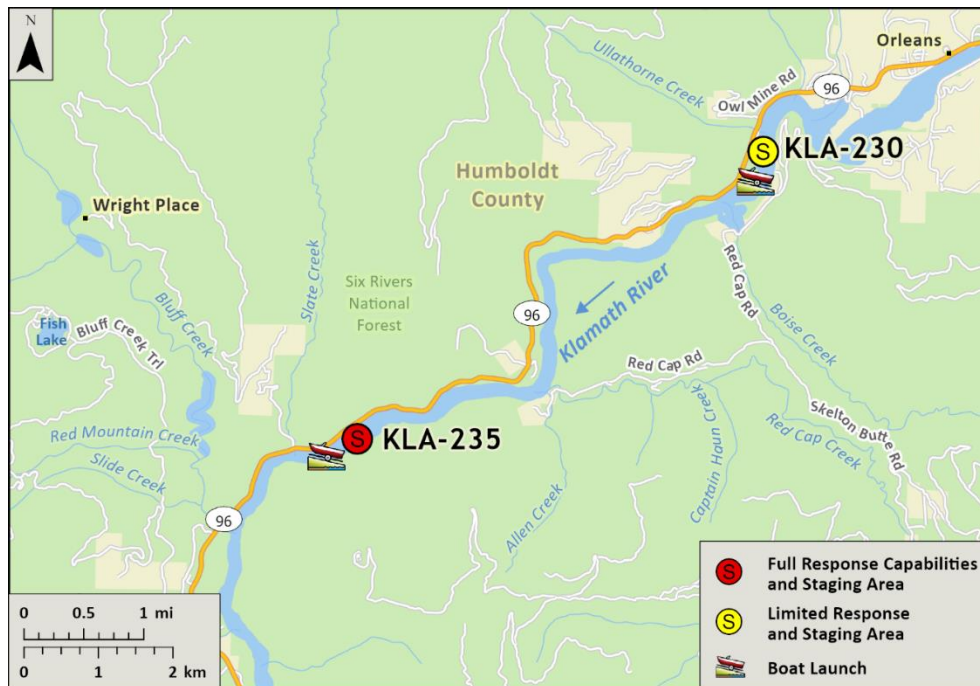 N
Orleans
Ullathorne Creek
Owl Mine Rd
96
S
KLA-230
Humboldt
County
Wright Place
Slate Creek
Six Rivers
National
Forest
Bluff Creek
Fish
Lake
Bluff Creek Trl
96
Klamath River
Red Cap Rd
Boise Creek
Red Cap Rd
Captain Haun Creek
Red Cap Creek
Skelton Butte Rd
Red Mountain Creek
Slide Creek
S
KLA-235
96
Allen Creek
0 0.5 1 mi
0 1 2 km
S
Full Response Capabilities
and Staging Area
S
Limited Response
and Staging Area
Boat Launch